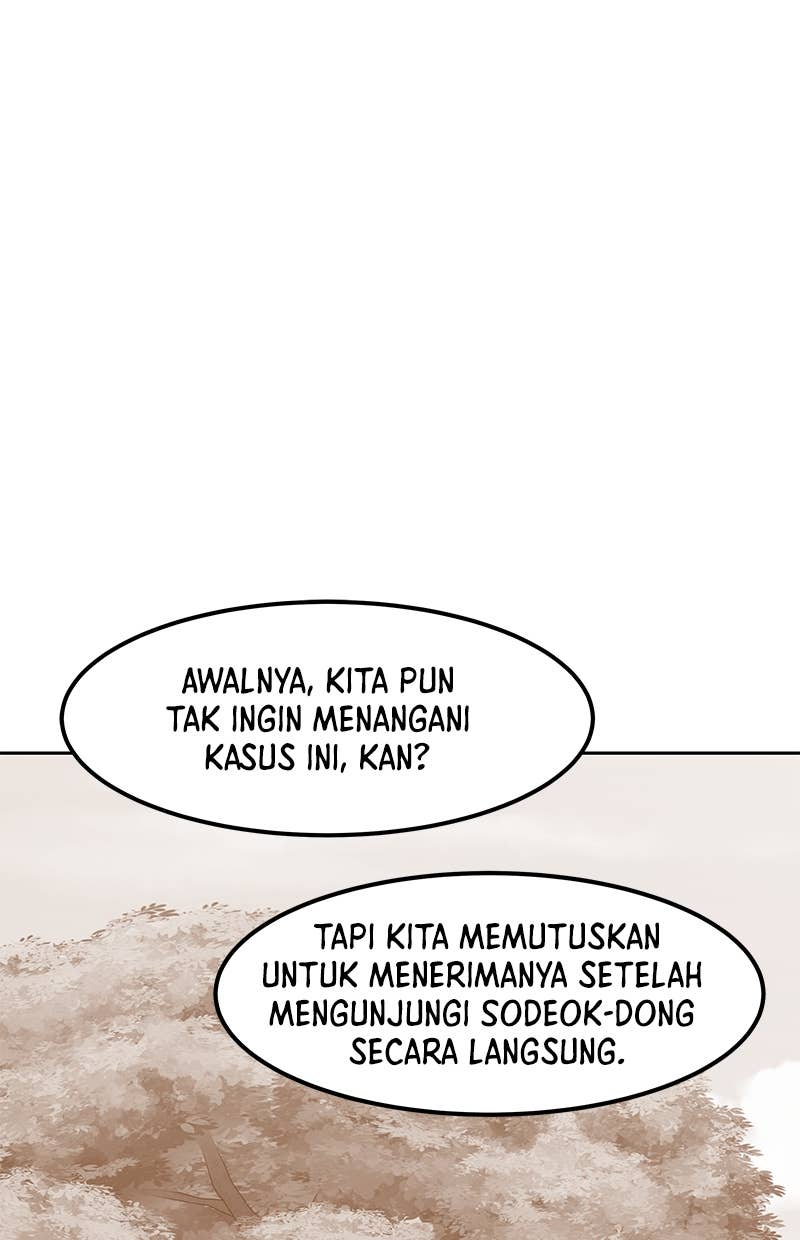 AWALNYA, KITA PUN
TAK INGIN MENANGANI
KASUS INI, KAN?
TAPI KITA MEMUTUSKAN
UNTUK MENERIMANYA SETELAH
MENGUNJUNGI SODEOK-DONG
SECARA LANGSUNG.